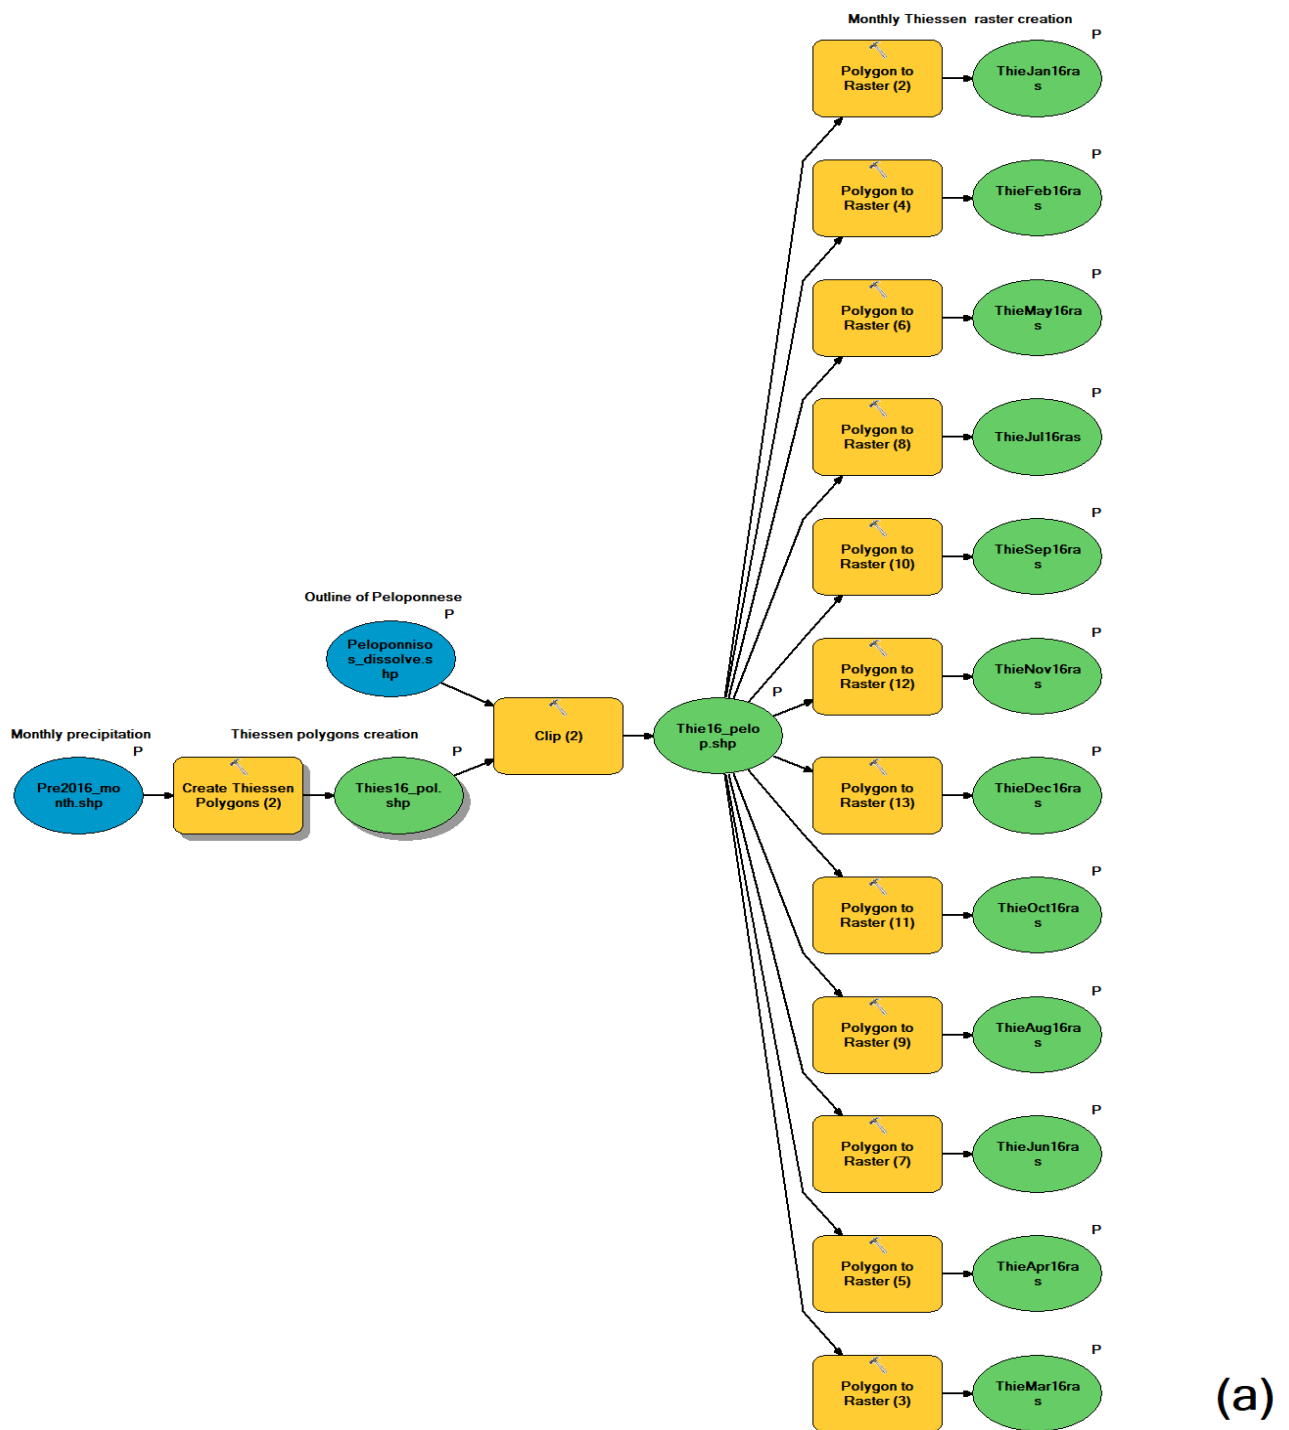 Monthly Thiessen raster creation
P
Polygon to
Raster (2)
ThieJan16ra
s
P
Polygon to
Raster (4)
ThieFeb16ra
s
P
Polygon to
Raster (6)
ThieMay16ra
s
P
Polygon to
Raster (8)
ThieJul16ras
P
Polygon to
Raster (10)
ThieSep16ra
s
Outline of Peloponnese
P
Peloponniso
s_dissolve.s
hp
P
Polygon to
Raster (12)
ThieNov16ra
s
Monthly precipitation
P
Pre2016_mo
nth.shp
Thiessen polygons creation
Create Thiessen
Polygons (2)
P
Thies16_pol.
shp
Clip (2)
P
Thie16_pelo
p.shp
P
Polygon to
Raster (13)
ThieDec16ra
s
P
Polygon to
Raster (11)
ThieOct16ra
s
P
Polygon to
Raster (9)
ThieAug16ra
s
P
Polygon to
Raster (7)
ThieJun16ra
s
P
Polygon to
Raster (5)
ThieApr16ra
s
P
Polygon to
Raster (3)
ThieMar16ra
s
(a)